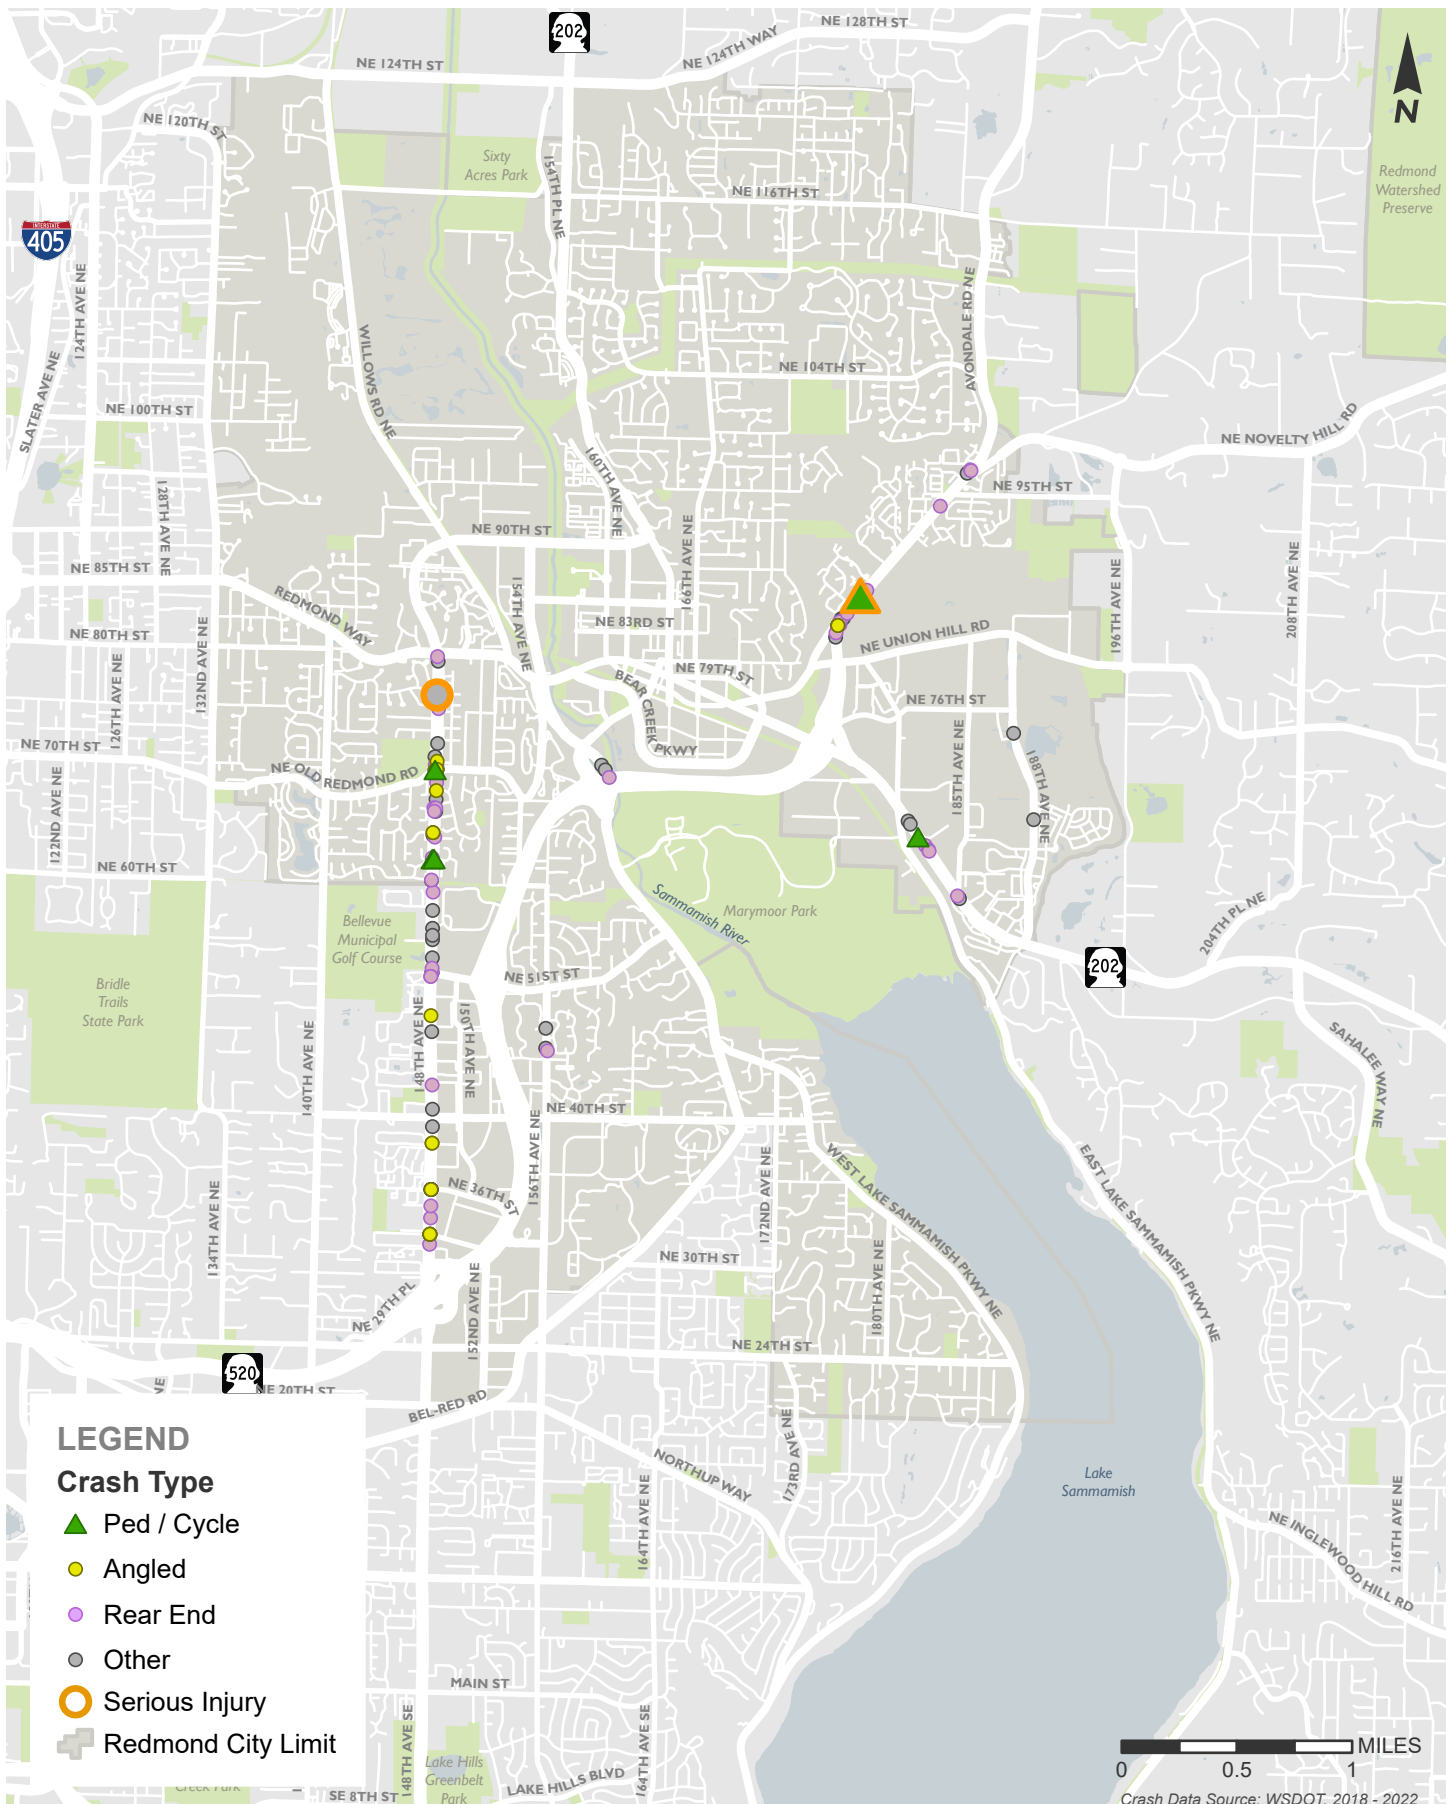 202
NE 128TH ST
NE 124TH WAY
NE 124TH ST
N
NE 120TH ST
Sixty
Acres Park
154TH PL NE
NE 116TH ST
Redmond
Watershed
Preserve
INTERSTATE
405
124TH AVE NE
AVONDALE RD NE
SLATER AVE NE
WILLOWS RD NE
NE 104TH ST
NE 100TH ST
NE NOVELTY HILL RD
160TH AVE NE
128TH AVE NE
NE 95TH ST
NE 90TH ST
169TH AVE NE
NE 85TH ST
REDMOND WAY
154TH AVE NE
196TH AVE NE
208TH AVE NE
NE 80TH ST
132ND AVE NE
NE 83RD ST
NE UNION HILL RD
126TH AVE NE
NE 79TH ST
BEAR CREEK PKWY
NE 76TH ST
NE 70TH ST
NE OLD REDMOND RD
185TH AVE NE
188TH AVE NE
122ND AVE NE
NE 60TH ST
Sammamish River
Marymoor Park
Bellevue
Municipal
Golf Course
204TH PL NE
202
NE 51ST ST
Bridle
Trails
State Park
148TH AVE NE
150TH AVE NE
140TH AVE NE
SAHALEE WAY NE
NE 40TH ST
156TH AVE NE
172ND AVE NE
WEST LAKE SAMMAMISH PKWY NE
EAST LAKE SAMMAMISH PKWY NE
134TH AVE NE
NE 36TH ST
NE 30TH ST
180TH AVE NE
NE 29TH PL
152ND AVE NE
NE 24TH ST
520
NE
NE 20TH ST
BEL-RED RD
173RD AVE NE
NORTHUP WAY
Lake
Sammamish
164TH AVE NE
216TH AVE NE
NE INGLEWOOD HILL RD
LEGEND
Crash Type
Ped / Cycle
Angled
Rear End
Other
Serious Injury
Redmond City Limit
MAIN ST
148TH AVE SE
164TH AVE SE
Lake Hills
Greenbelt
Park
LAKE HILLS BLVD
Creek Park
SE 8TH ST
MILES
0 0.5 1
Crash Data Source: WSDOT, 2018 - 2022